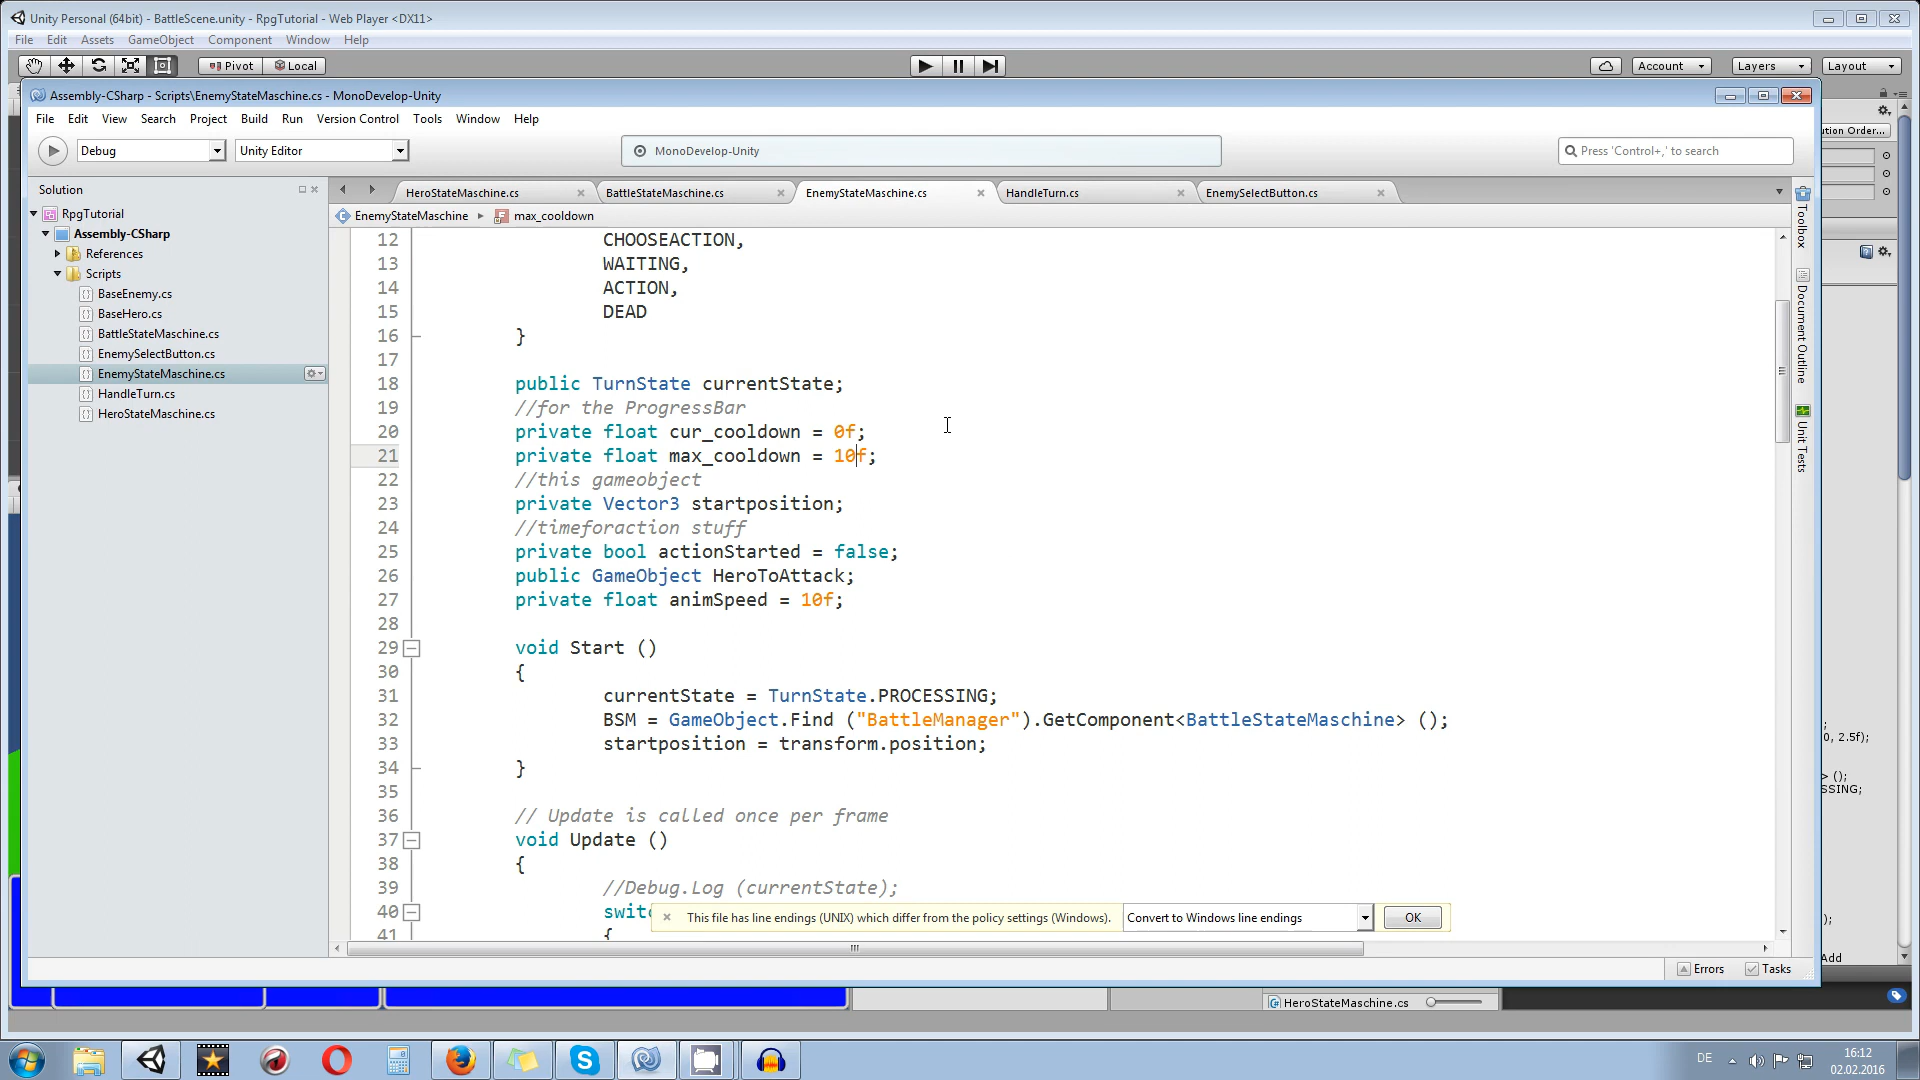 Unity Personal (64bit) - BattleScene.unity - RpgTutorial - Web Player <DX11>
File Edit Assets GameObject Component Window Help
Pivot Local
Account Layers Layout
Assembly-CSharp - Scripts\EnemyStateMaschine.cs - MonoDevelop-Unity
File Edit View Search Project Build Run Version Control Tools Window Help
Debug Unity Editor MonoDevelop-Unity Press 'Control+,' to search
ution Order...
Solution
HeroStateMaschine.cs BattleStateMaschine.cs EnemyStateMaschine.cs HandleTurn.cs EnemySelectButton.cs
EnemyStateMaschine max_cooldown
RpgTutorial
Assembly-CSharp
References
Scripts
BaseEnemy.cs
BaseHero.cs
BattleStateMaschine.cs
EnemySelectButton.cs
EnemyStateMaschine.cs
HandleTurn.cs
HeroStateMaschine.cs
12 CHOOSEACTION,
13 WAITING,
14 ACTION,
15 DEAD
16 }
17
18 public TurnState currentState;
19 //for the ProgressBar
20 private float cur_cooldown = 0f;
21 private float max_cooldown = 10f;
22 //this gameobject
23 private Vector3 startposition;
24 //timeforaction stuff
25 private bool actionStarted = false;
26 public GameObject HeroToAttack;
27 private float animSpeed = 10f;
28
29 void Start ()
30 {
31 currentState = TurnState.PROCESSING;
32 BSM = GameObject.Find ("BattleManager").GetComponent<BattleStateMaschine> ();
33 startposition = transform.position;
34 }
35
36 // Update is called once per frame
37 void Update ()
38 {
39 //Debug.Log (currentState);
40 switc
41 {
This file has line endings (UNIX) which differ from the policy settings (Windows). Convert to Windows line endings OK
Toolbox
Document Outline
Unit Tests
;
0, 2.5f);
> ();
SSING;
);
Add
Errors Tasks
HeroStateMaschine.cs
DE
16:12
02.02.2016